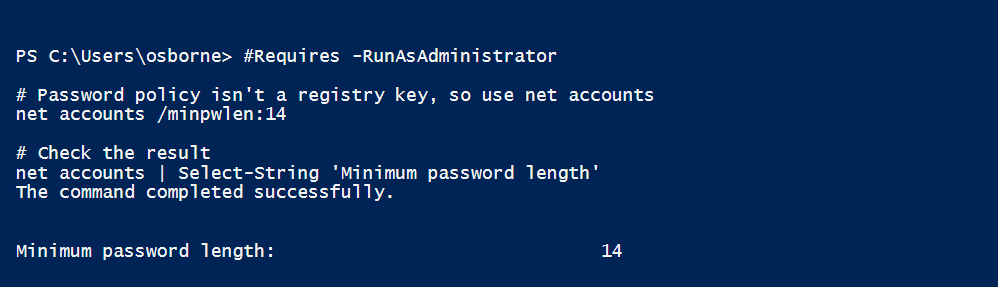 PS C:\Users\osborne> #Requires -RunAsAdministrator
# Password policy isn't a registry key, so use net accounts
net accounts /minpwlen:14
# Check the result
net accounts | Select-String 'Minimum password length'
The command completed successfully.
Minimum password length:                              14